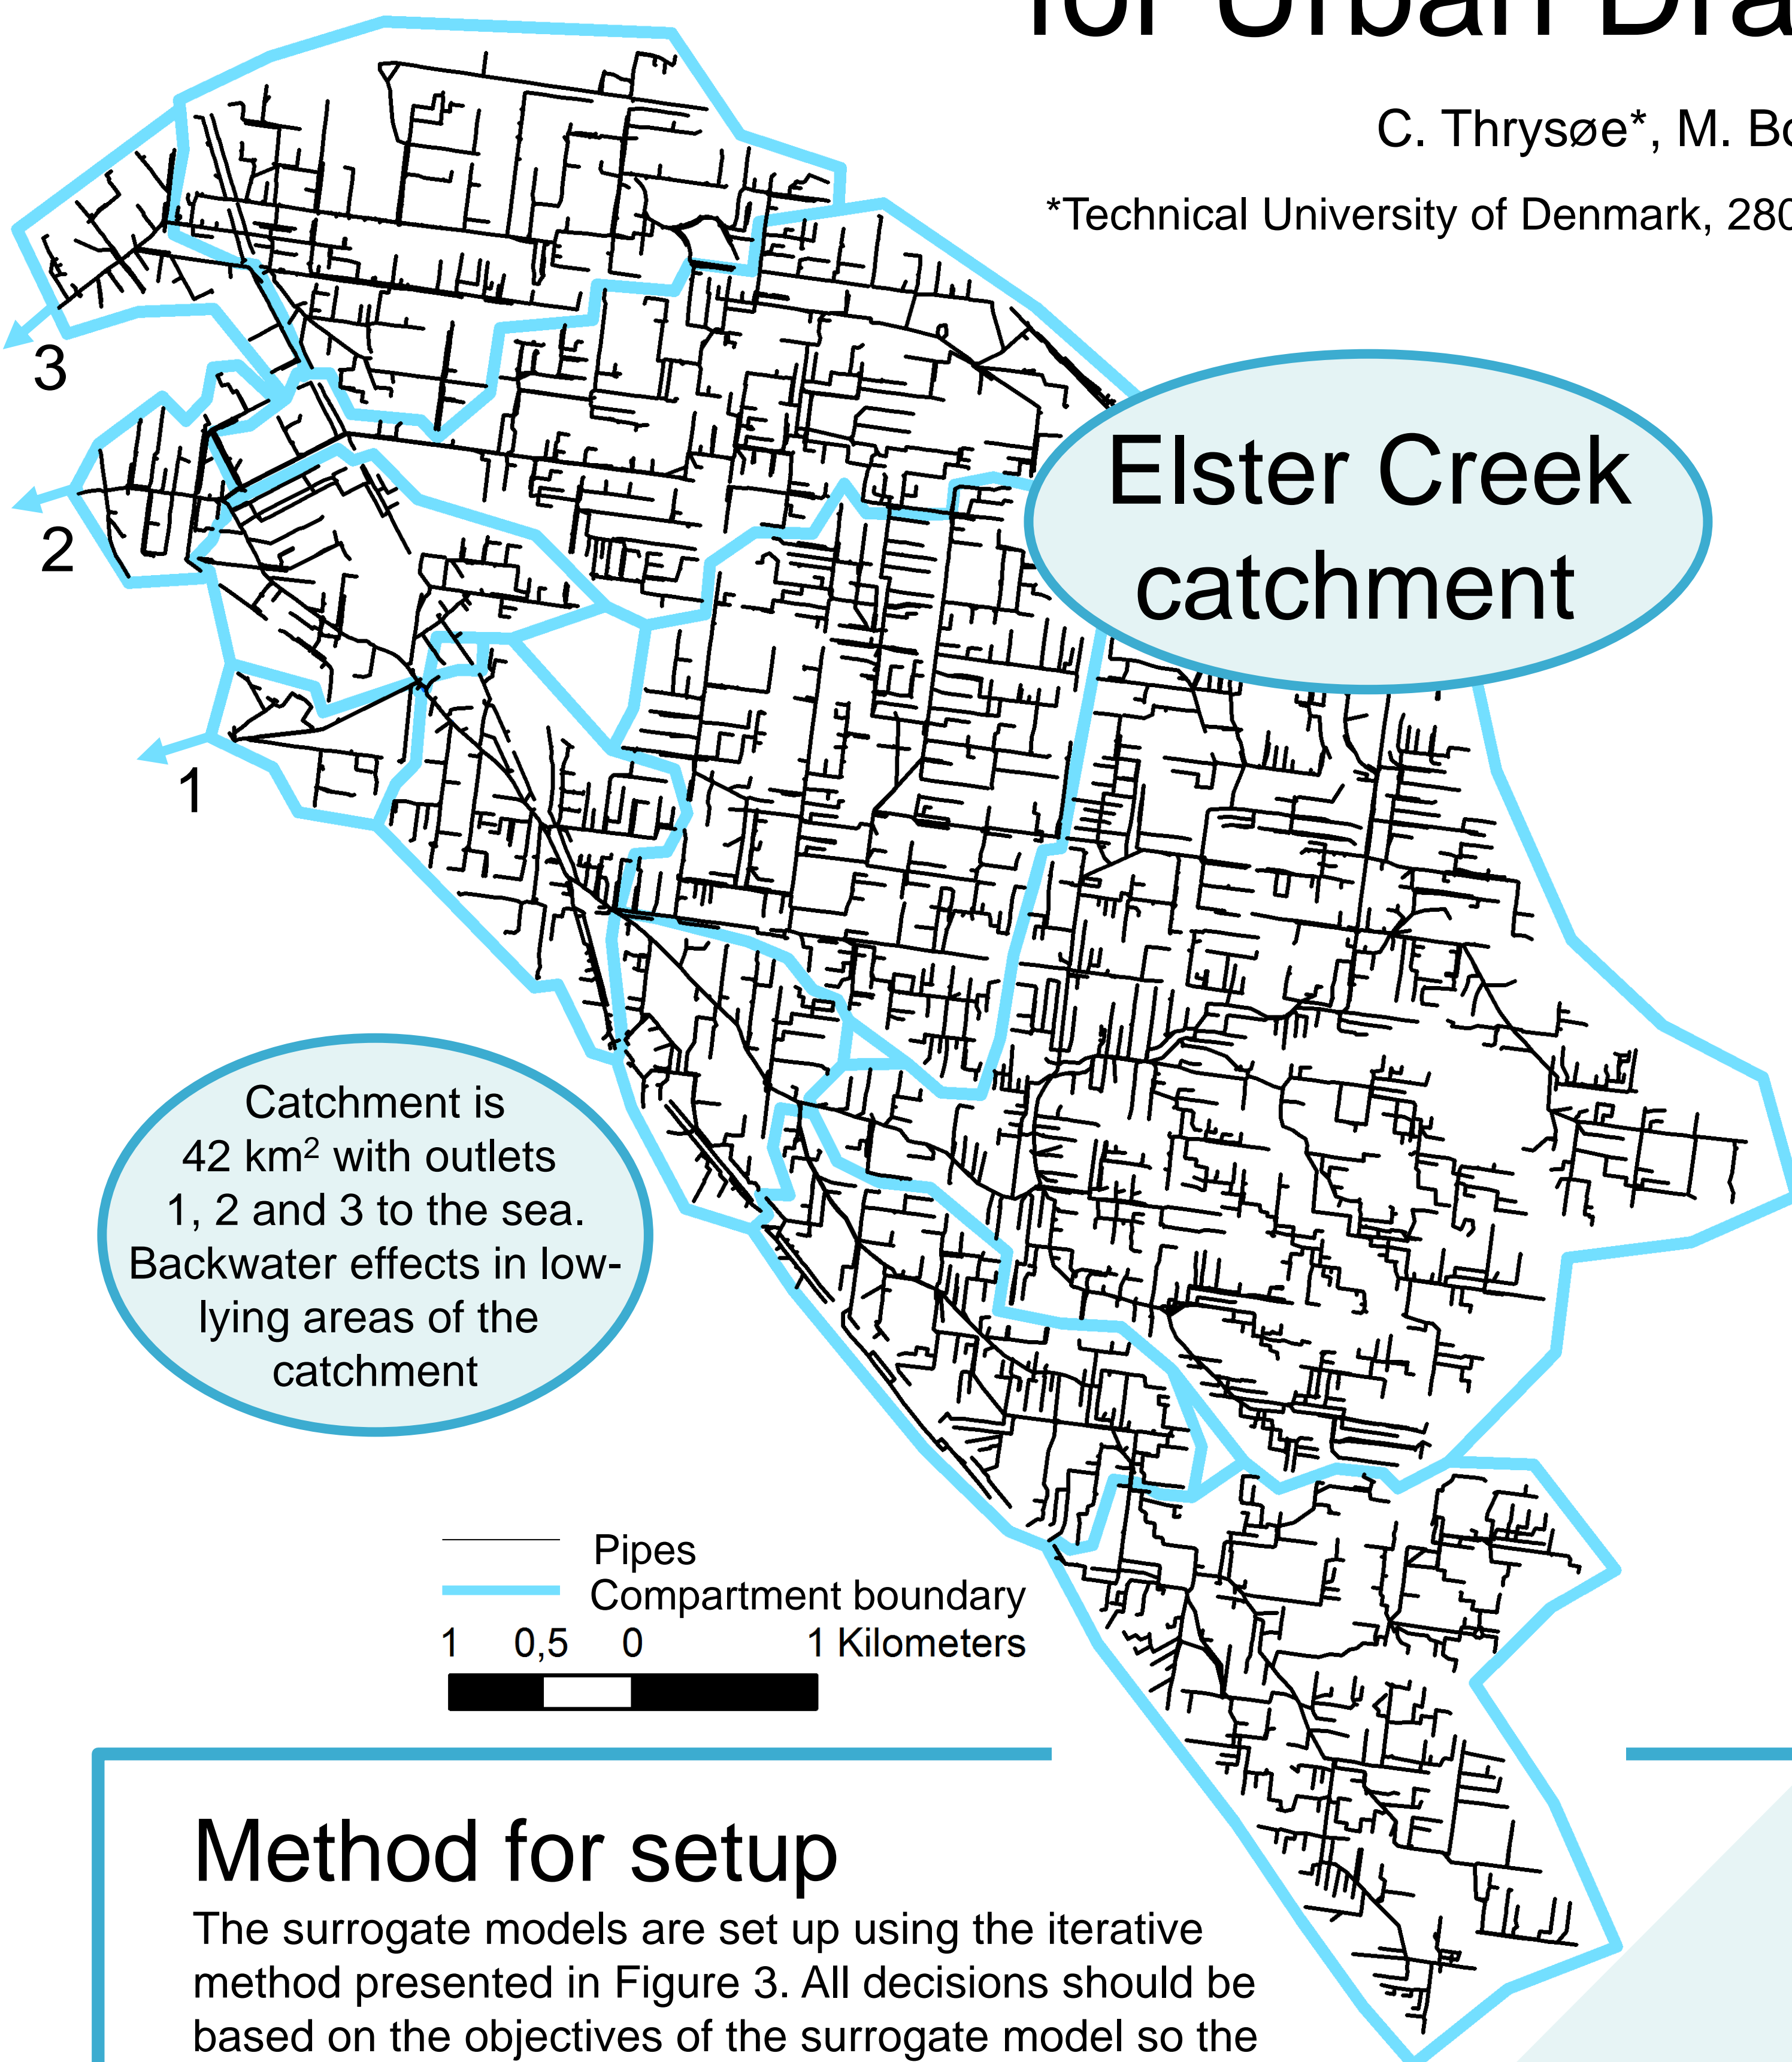 for Urban Dra
C. Thrysøe*, M. Bo
*Technical University of Denmark, 280
3
Elster Creek
catchment
2
1
Catchment is
42 km² with outlets
1, 2 and 3 to the sea.
Backwater effects in low-
lying areas of the
catchment
Pipes
Compartment boundary
1 0,5 0 1 Kilometers
Method for setup
The surrogate models are set up using the iterative
method presented in Figure 3. All decisions should be
based on the objectives of the surrogate model so the